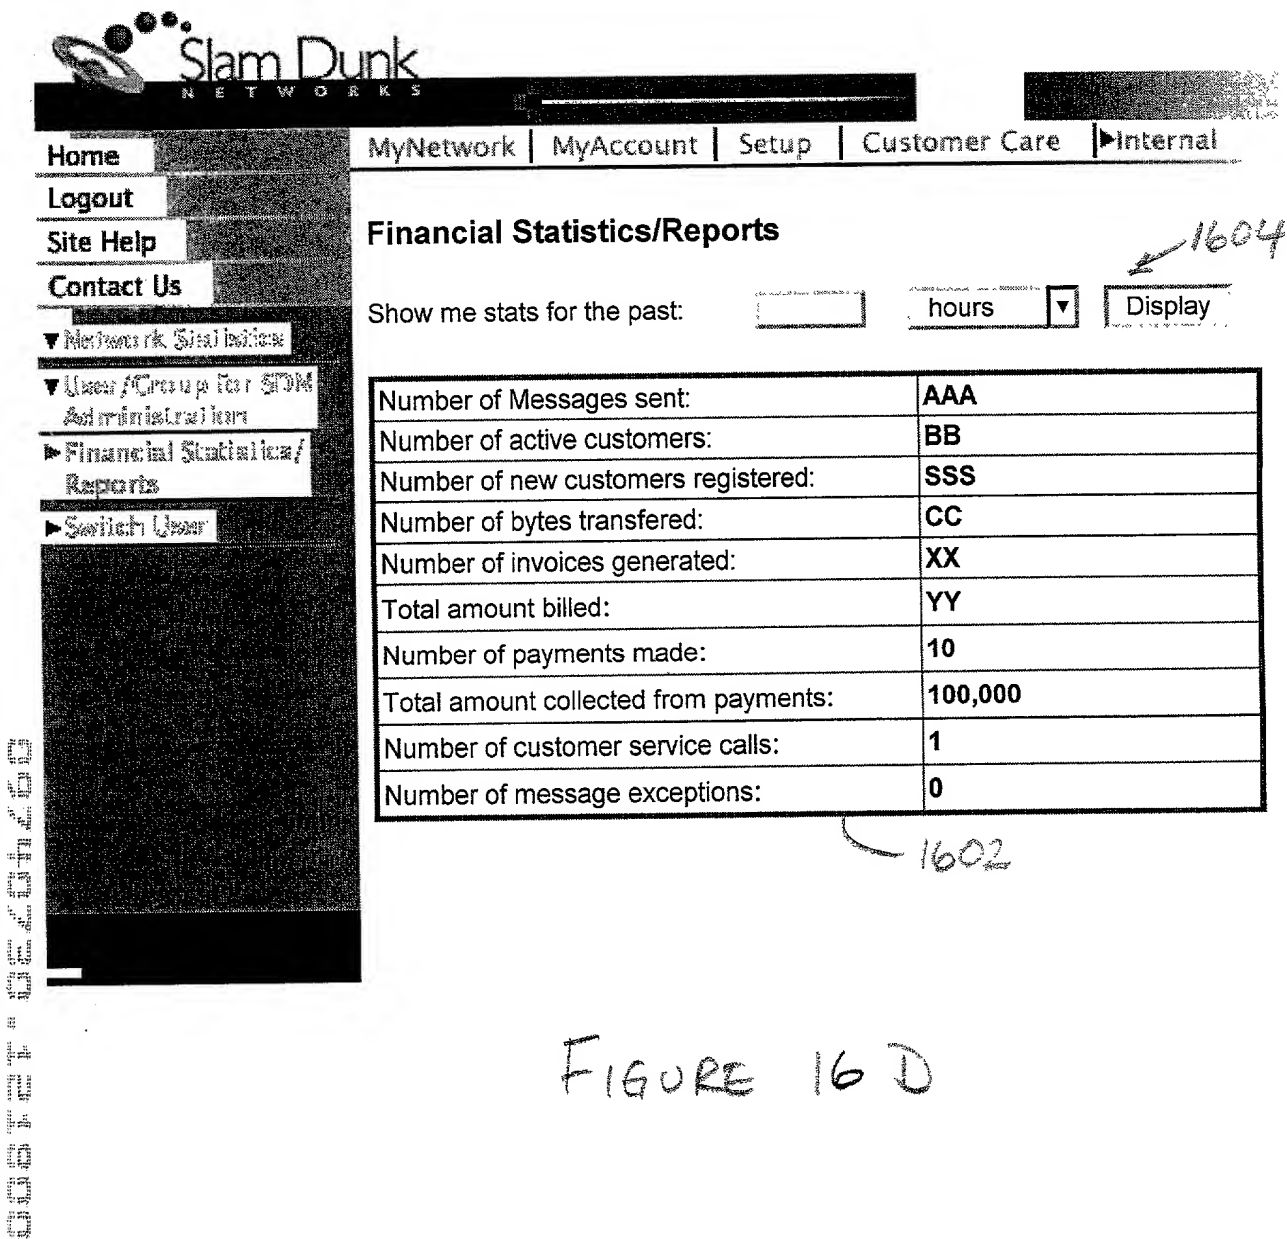 Slam Dunk
NETWORKS
MyNetwork | MyAccount | Setup | Customer Care ▶Internal
Home
Logout
Site Help
Contact Us
▼Network Statistics
▼User/Group for SDM
Administration
▶Financial Statistics/
Reports
▶Switch User
Financial Statistics/Reports
1604
Show me stats for the past: hours ▼ Display
Number of Messages sent: AAA
Number of active customers: BB
Number of new customers registered: SSS
Number of bytes transfered: CC
Number of invoices generated: XX
Total amount billed: YY
Number of payments made: 10
Total amount collected from payments: 100,000
Number of customer service calls: 1
Number of message exceptions: 0
1602
FIGURE 16 D